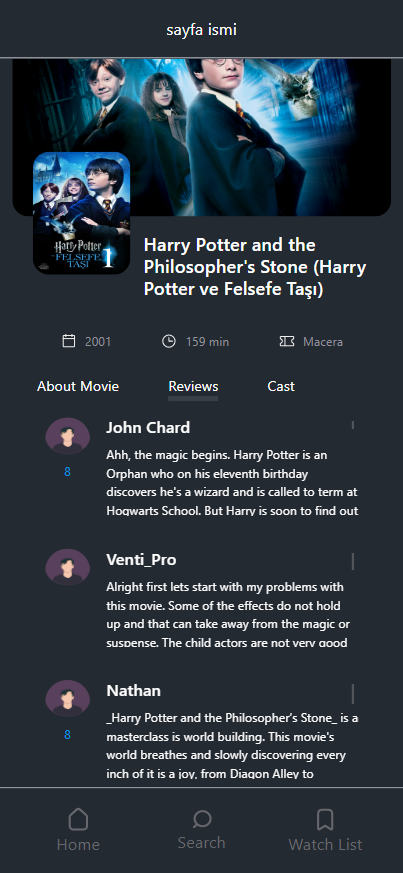 sayfa ismi
Harry Potter
ve
FELSEFE
TAŞI
1
Harry Potter and the
Philosopher's Stone (Harry
Potter ve Felsefe Taşı)
2001
159 min
Macera
About Movie
Reviews
Cast
John Chard
8
Ahh, the magic begins. Harry Potter is an
Orphan who on his eleventh birthday
discovers he's a wizard and is called to term at
Hogwarts School. But Harry is soon to find out
Venti_Pro
Alright first lets start with my problems with
this movie. Some of the effects do not hold
up and that can take away from the magic or
suspense. The child actors are not very good
Nathan
8
_Harry Potter and the Philosopher's Stone_ is a
masterclass is world building. This movie's
world breathes and slowly discovering every
inch of it is a joy, from Diagon Alley to
Home
Search
Watch List